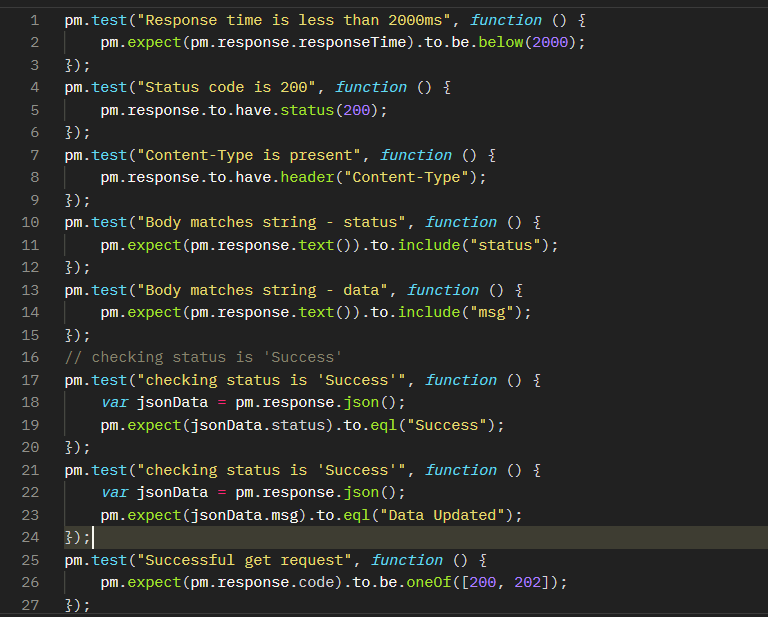 1 pm.test("Response time is less than 2000ms", function () {
2     pm.expect(pm.response.responseTime).to.be.below(2000);
3 });
4 pm.test("Status code is 200", function () {
5     pm.response.to.have.status(200);
6 });
7 pm.test("Content-Type is present", function () {
8     pm.response.to.have.header("Content-Type");
9 });
10 pm.test("Body matches string - status", function () {
11     pm.expect(pm.response.text()).to.include("status");
12 });
13 pm.test("Body matches string - data", function () {
14     pm.expect(pm.response.text()).to.include("msg");
15 });
16 // checking status is 'Success'
17 pm.test("checking status is 'Success'", function () {
18     var jsonData = pm.response.json();
19     pm.expect(jsonData.status).to.eql("Success");
20 });
21 pm.test("checking status is 'Success'", function () {
22     var jsonData = pm.response.json();
23     pm.expect(jsonData.msg).to.eql("Data Updated");
24 });
25 pm.test("Successful get request", function () {
26     pm.expect(pm.response.code).to.be.oneOf([200, 202]);
27 });